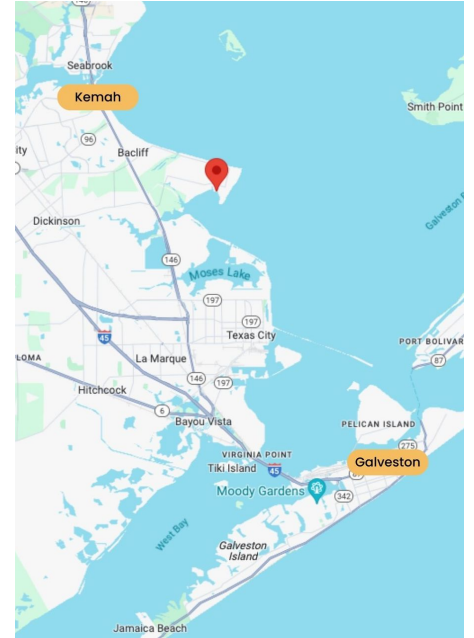 146
Seabrook
Kemah
Smith Point
96
ity
Bacliff
Dickinson
146
Moses Lake
197
197
Texas City
45
PORT BOLIVAR
87
LOMA
La Marque
146
197
Hitchcock
6
Bayou Vista
PELICAN ISLAND
275
VIRGINIA POINT
Galveston
Tiki Island
45
Moody Gardens
342
West Bay
Galveston
Island
Jamaica Beach